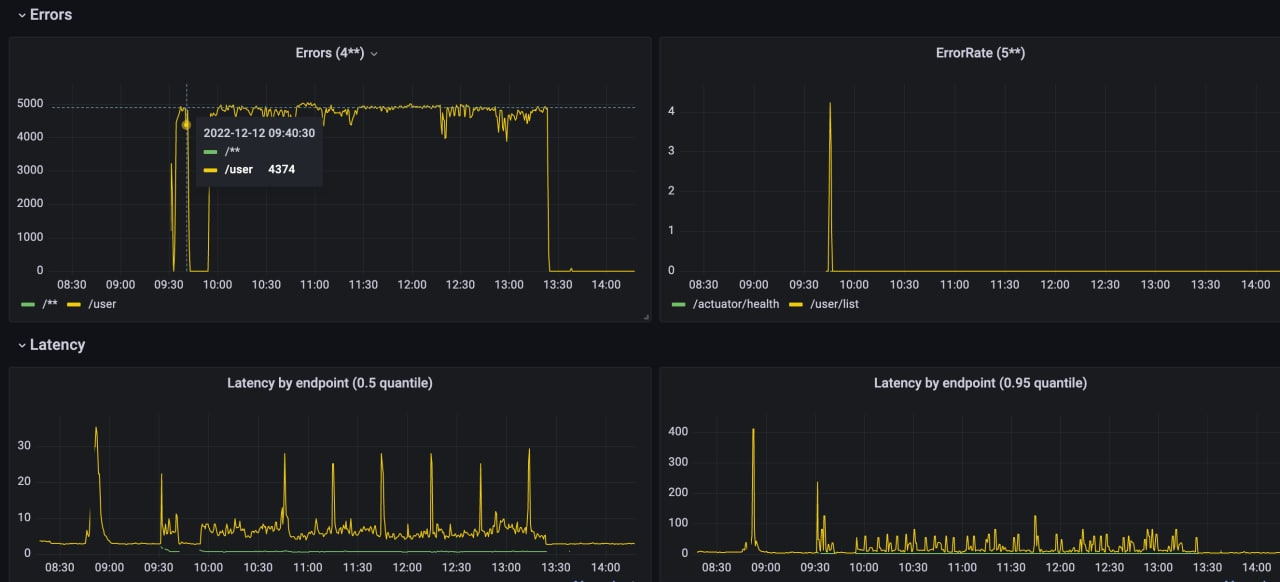 Errors
Errors (4**)
5000
4000
3000
2000
1000
0
08:30 09:00 09:30 10:00 10:30 11:00 11:30 12:00 12:30 13:00 13:30 14:00
/** /user
2022-12-12 09:40:30
/**
/user 4374
ErrorRate (5**)
4
3
2
1
0
08:30 09:00 09:30 10:00 10:30 11:00 11:30 12:00 12:30 13:00 13:30 14:00
/actuator/health /user/list
Latency
Latency by endpoint (0.5 quantile)
30
20
10
0
08:30 09:00 09:30 10:00 10:30 11:00 11:30 12:00 12:30 13:00 13:30 14:00
Latency by endpoint (0.95 quantile)
400
300
200
100
0
08:30 09:00 09:30 10:00 10:30 11:00 11:30 12:00 12:30 13:00 13:30 14:00